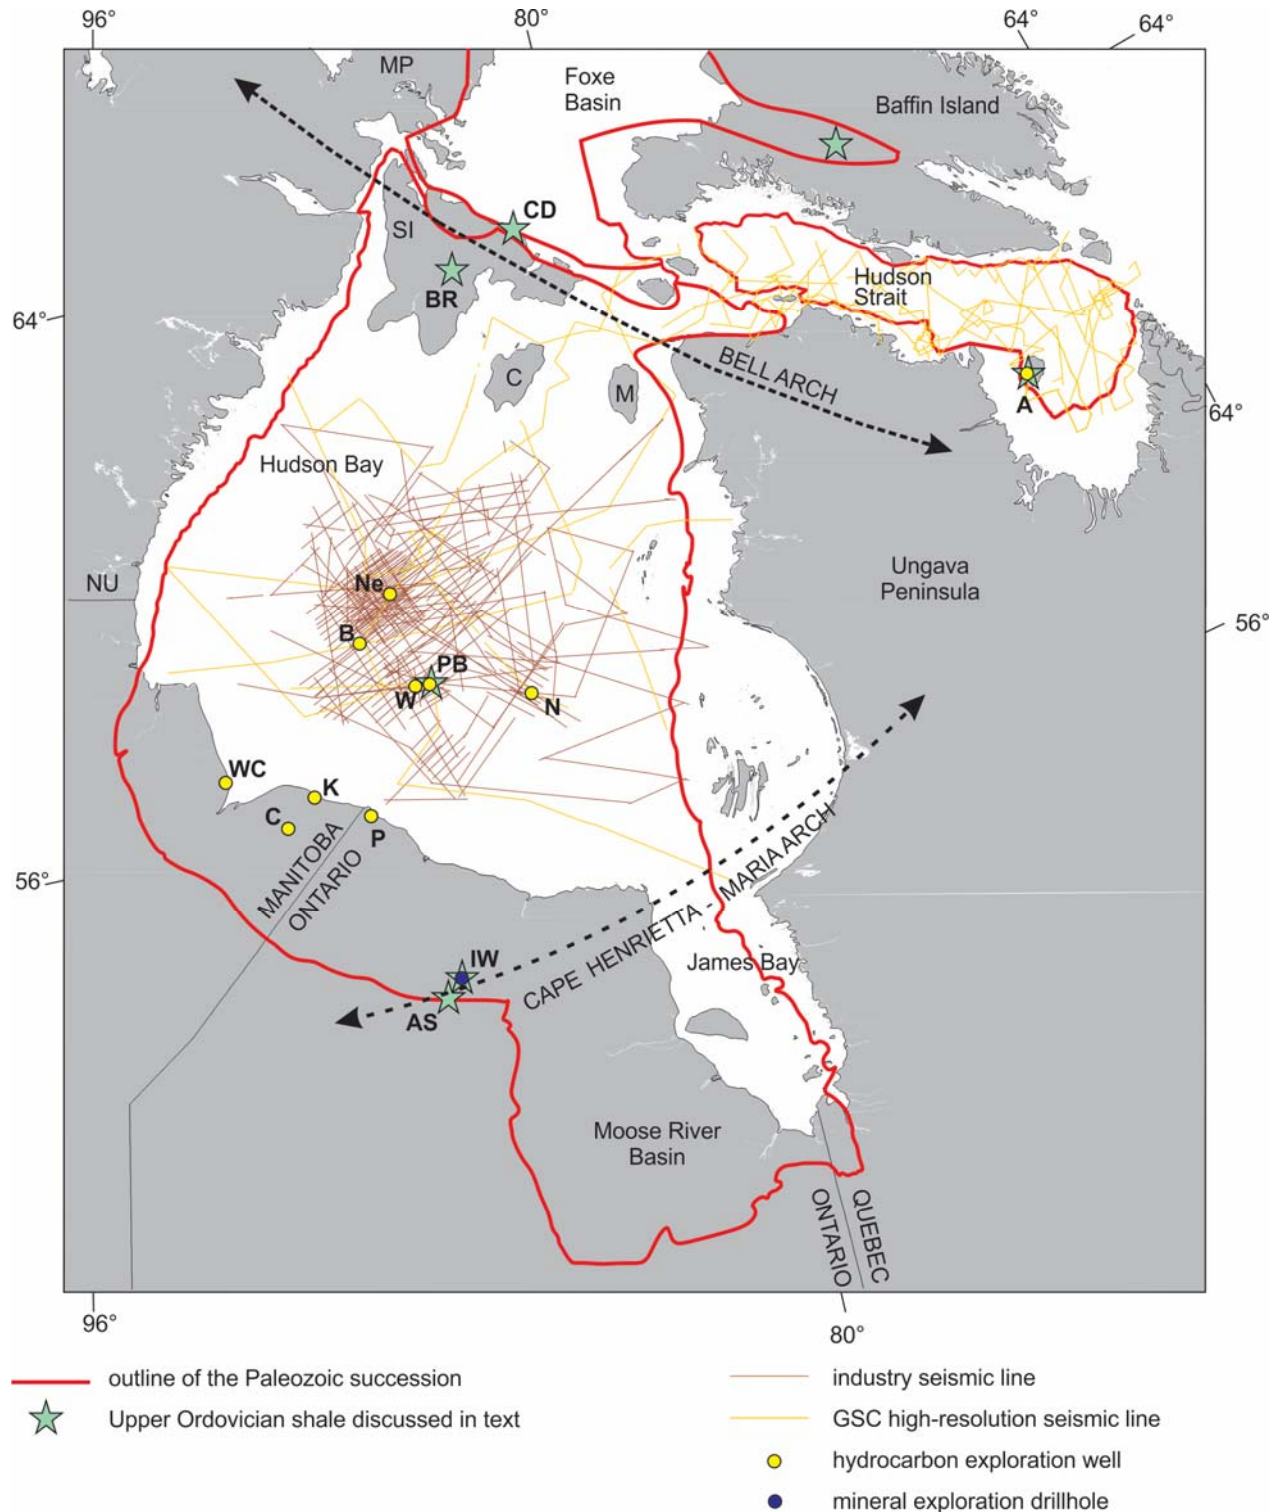 96°
80°
64°
64°
MP
Foxe
Basin
Baffin Island
CD
SI
BR
Hudson
Strait
64°
BELL ARCH
C
M
A
64°
Hudson Bay
NU
Ne
Ungava
Peninsula
56°
B
PB
W
N
WC
K
C
P
MANITOBA
ONTARIO
56°
CAPE HENRIETTA - MARIA ARCH
IW
AS
James Bay
Moose River
Basin
ONTARIO
QUEBEC
96°
80°
outline of the Paleozoic succession
Upper Ordovician shale discussed in text
industry seismic line
GSC high-resolution seismic line
hydrocarbon exploration well
mineral exploration drillhole